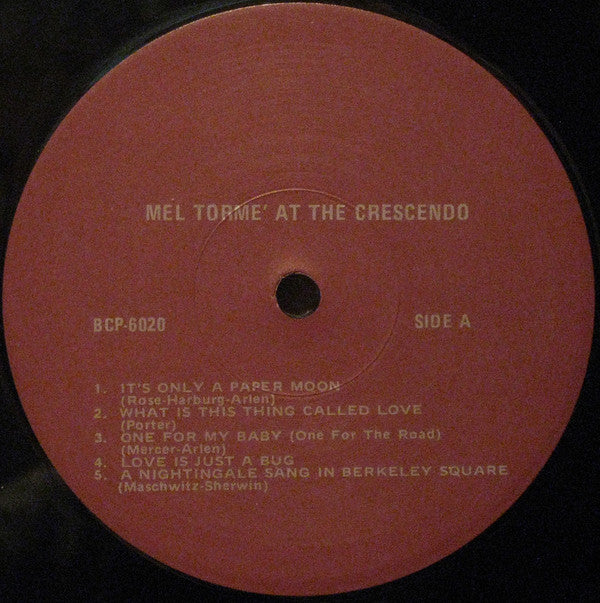 MEL TORME' AT THE CRESCENDO
BCP-6020
SIDE A
1. IT'S ONLY A PAPER MOON
(Rose-Harburg-Arlen)
2. WHAT IS THIS THING CALLED LOVE
(Porter)
3. ONE FOR MY BABY (One For The Road)
(Mercer-Arlen)
4. LOVE IS JUST A BUG
5. A NIGHTINGALE SANG IN BERKELEY SQUARE
(Maschwitz-Sherwin)